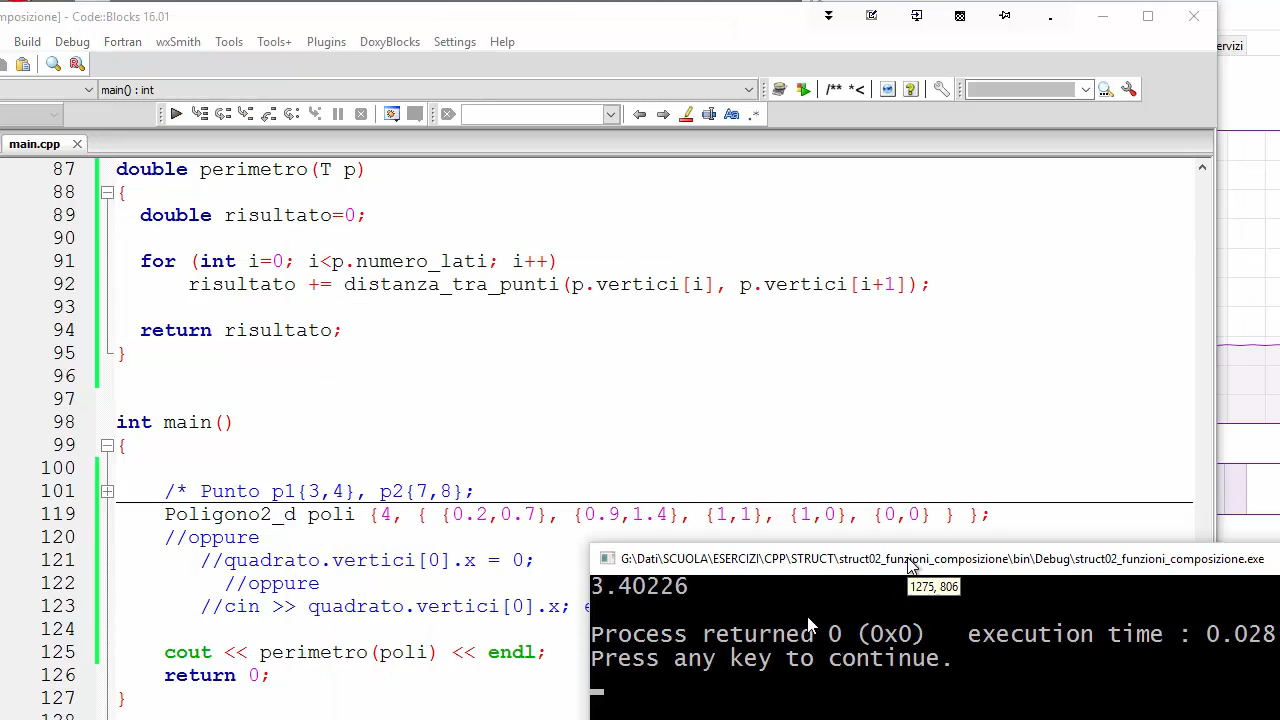 mposizione] - Code::Blocks 16.01
Build Debug Fortran wxSmith Tools Tools+ Plugins DoxyBlocks Settings Help
ervizi
main() : int
/** *<
main.cpp
87 double perimetro(T p)
88 {
89 double risultato=0;
90
91 for (int i=0; i<p.numero_lati; i++)
92 risultato += distanza_tra_punti(p.vertici[i], p.vertici[i+1]);
93
94 return risultato;
95 }
96
97
98 int main()
99 {
100
101 /* Punto p1{3,4}, p2{7,8};
119 Poligono2_d poli {4, { {0.2,0.7}, {0.9,1.4}, {1,1}, {1,0}, {0,0} } };
120 //oppure
121 //quadrato.vertici[0].x = 0;
122 //oppure
123 //cin >> quadrato.vertici[0].x; e
124
125 cout << perimetro(poli) << endl;
126 return 0;
127 }
G:\Dati\SCUOLA\ESERCIZI\CPP\STRUCT\struct02_funzioni_composizione\bin\Debug\struct02_funzioni_composizione.exe
3.40226
1275, 806
Process returned 0 (0x0) execution time : 0.028
Press any key to continue.